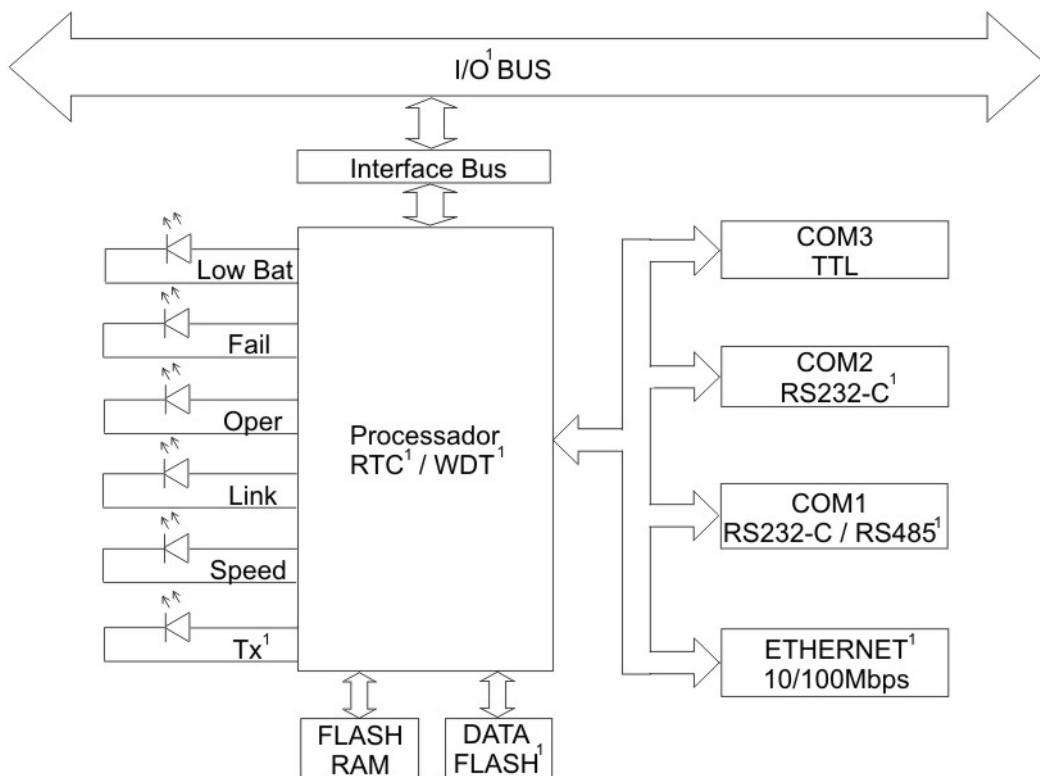 I/O¹ BUS
Interface Bus
Low Bat
Fail
Oper
Link
Speed
Tx¹
Processador
RTC¹ / WDT¹
COM3
TTL
COM2
RS232-C¹
COM1
RS232-C / RS485¹
ETHERNET¹
10/100Mbps
FLASH
RAM
DATA
FLASH¹